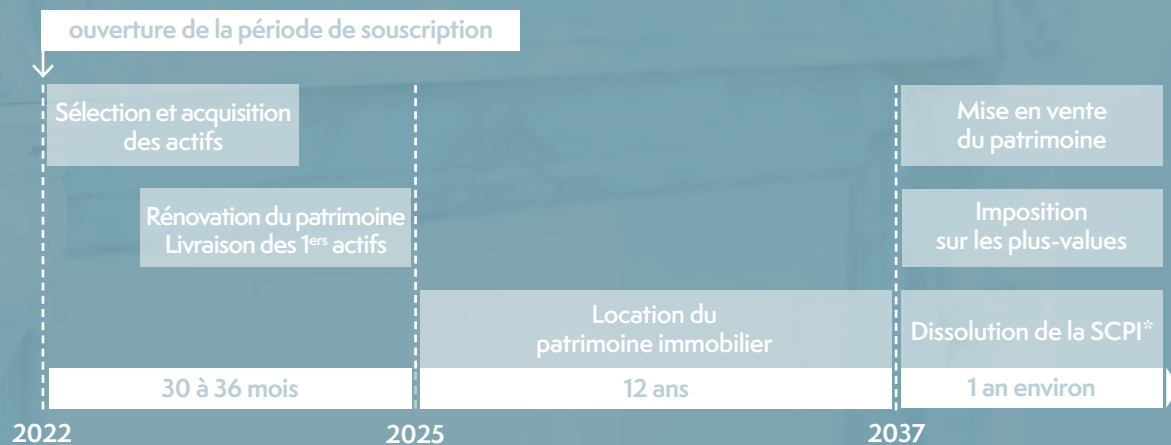 ouverture de la période de souscription
Sélection et acquisition
des actifs
Rénovation du patrimoine
Livraison des 1ers actifs
Location du
patrimoine immobilier
Mise en vente
du patrimoine
Imposition
sur les plus-values
Dissolution de la SCPI*
30 à 36 mois
12 ans
1 an environ
2022
2025
2037